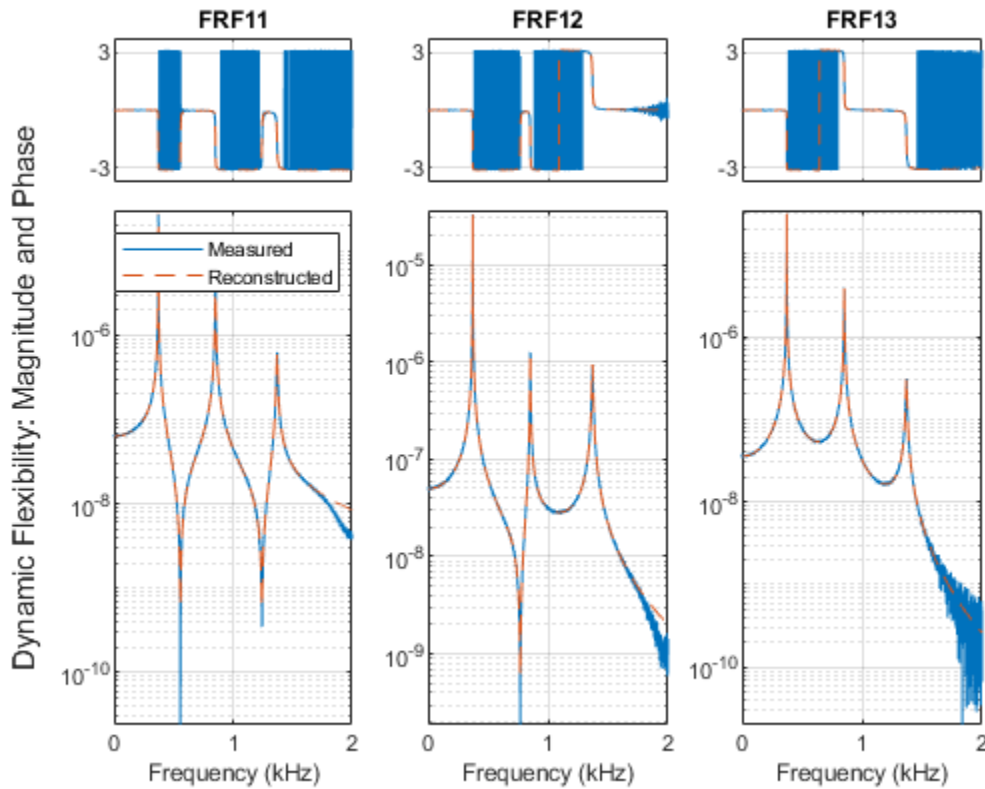 FRF11 FRF12 FRF13
3 3 3
-3 -3 -3
Dynamic Flexibility: Magnitude and Phase
Measured
Reconstructed
10^-6
10^-8
10^-10
10^-5
10^-6
10^-7
10^-8
10^-9
10^-6
10^-8
10^-10
0 1 2 0 1 2 0 1 2
Frequency (kHz) Frequency (kHz) Frequency (kHz)